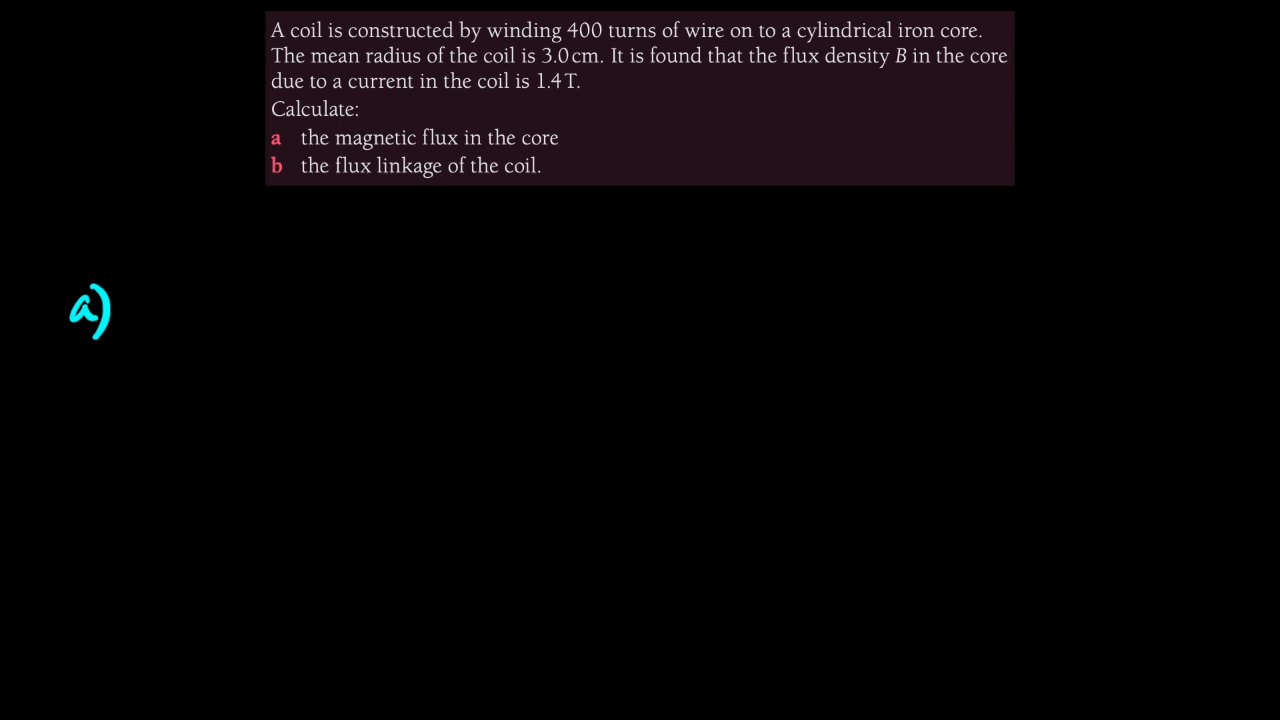 A coil is constructed by winding 400 turns of wire on to a cylindrical iron core.
The mean radius of the coil is 3.0 cm. It is found that the flux density B in the core
due to a current in the coil is 1.4 T.
Calculate:
a the magnetic flux in the core
b the flux linkage of the coil.
a)